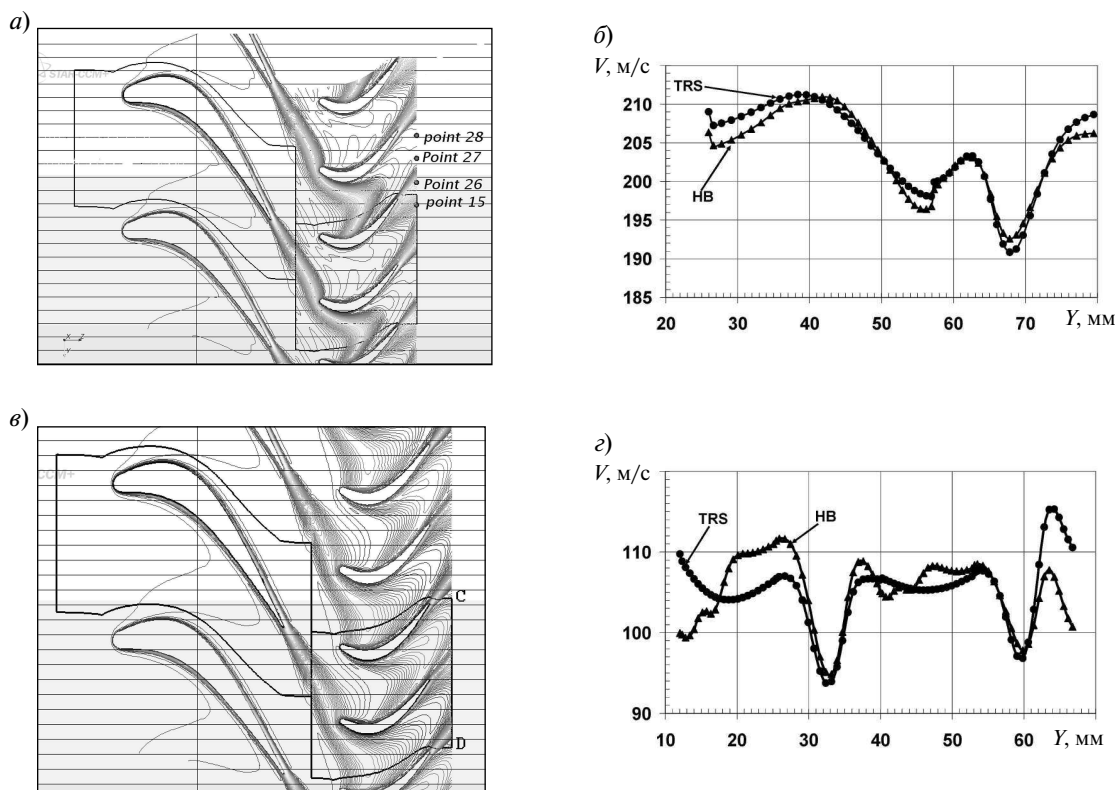 а)
STAR-CCM+
point 28
Point 27
Point 26
point 15
X Z
Y
б)
V, м/с
TRS
HB
210
205
200
195
190
185
20 30 40 50 60 70 Y, мм
в)
CCM+
C
D
г)
V, м/с
TRS
HB
110
100
90
10 20 30 40 50 60 Y, мм